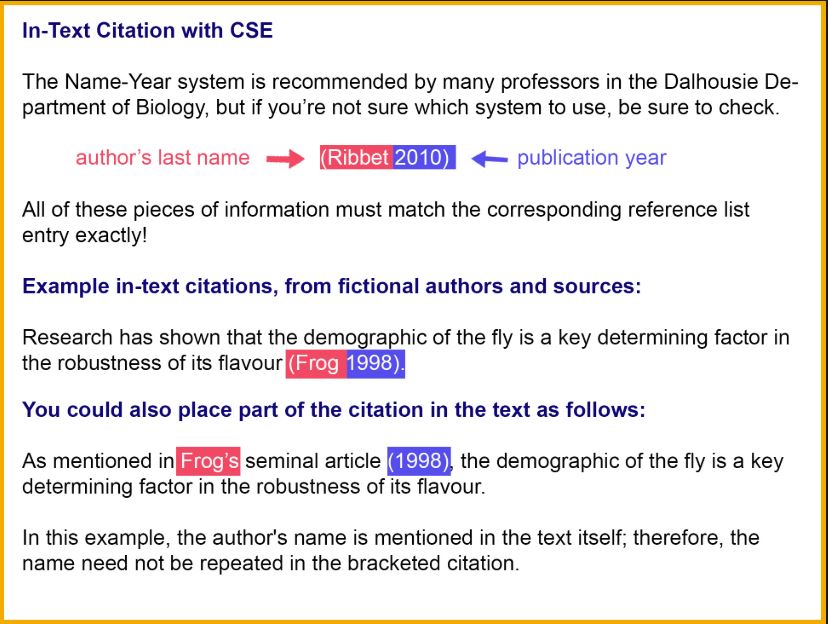 In-Text Citation with CSE
The Name-Year system is recommended by many professors in the Dalhousie De-
partment of Biology, but if you’re not sure which system to use, be sure to check.
author’s last name (Ribbet 2010) publication year
All of these pieces of information must match the corresponding reference list
entry exactly!
Example in-text citations, from fictional authors and sources:
Research has shown that the demographic of the fly is a key determining factor in
the robustness of its flavour (Frog 1998).
You could also place part of the citation in the text as follows:
As mentioned in Frog’s seminal article (1998), the demographic of the fly is a key
determining factor in the robustness of its flavour.
In this example, the author's name is mentioned in the text itself; therefore, the
name need not be repeated in the bracketed citation.